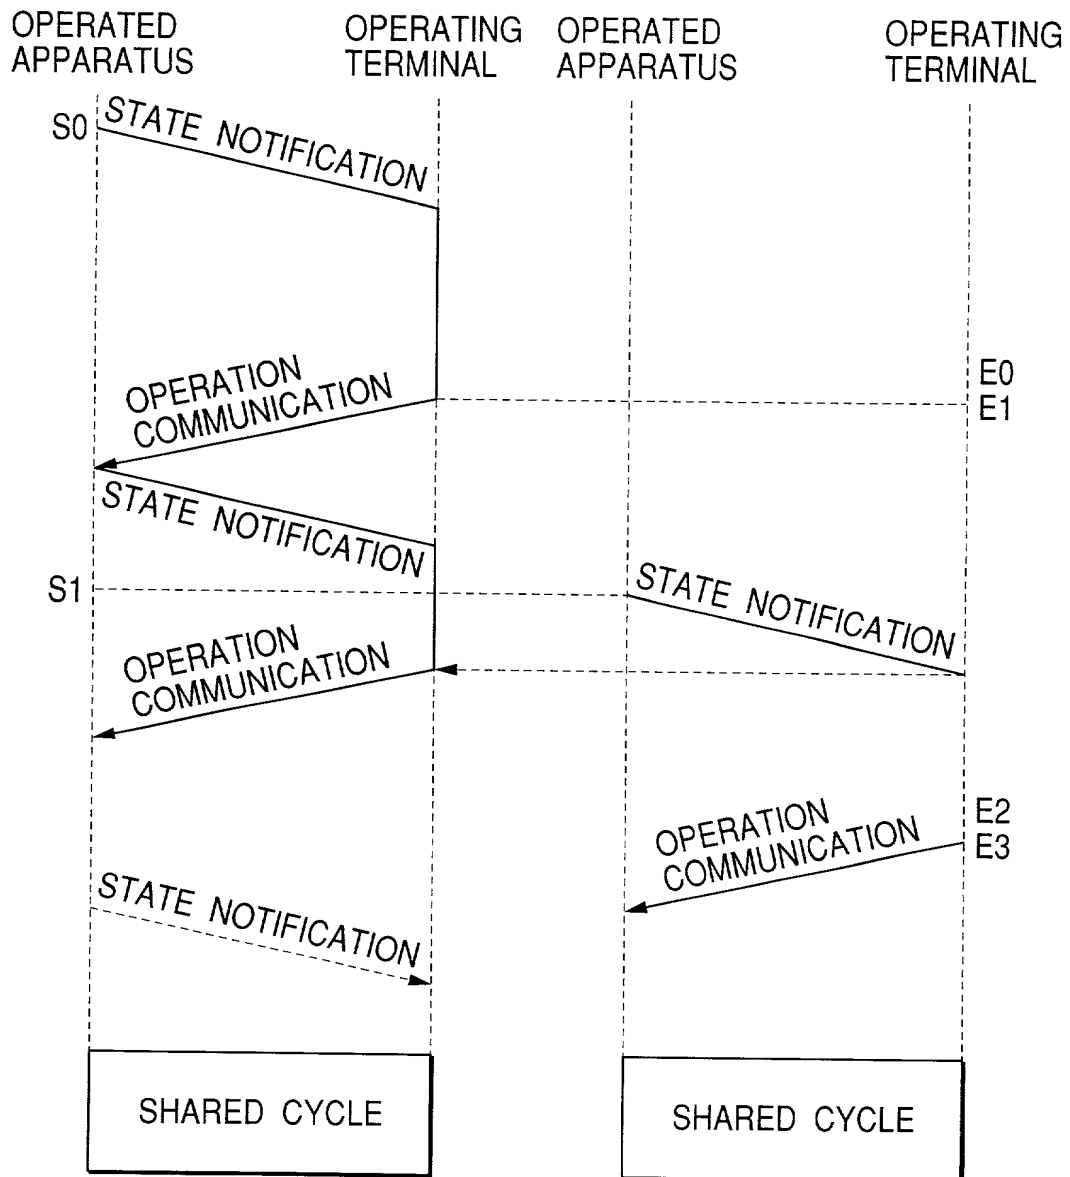 OPERATED
APPARATUS
OPERATING
TERMINAL
OPERATED
APPARATUS
OPERATING
TERMINAL
S0
STATE NOTIFICATION
OPERATION
COMMUNICATION
E0
E1
STATE NOTIFICATION
S1
STATE NOTIFICATION
OPERATION
COMMUNICATION
E2
E3
OPERATION
COMMUNICATION
STATE NOTIFICATION
SHARED CYCLE
SHARED CYCLE